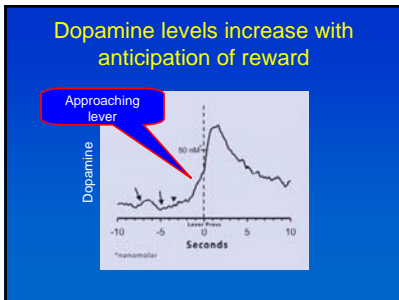 Dopamine levels increase with
anticipation of reward
Approaching
lever
Dopamine
50 nM*
-10
-5
0
5
10
Lever Press
Seconds
*nanomolar